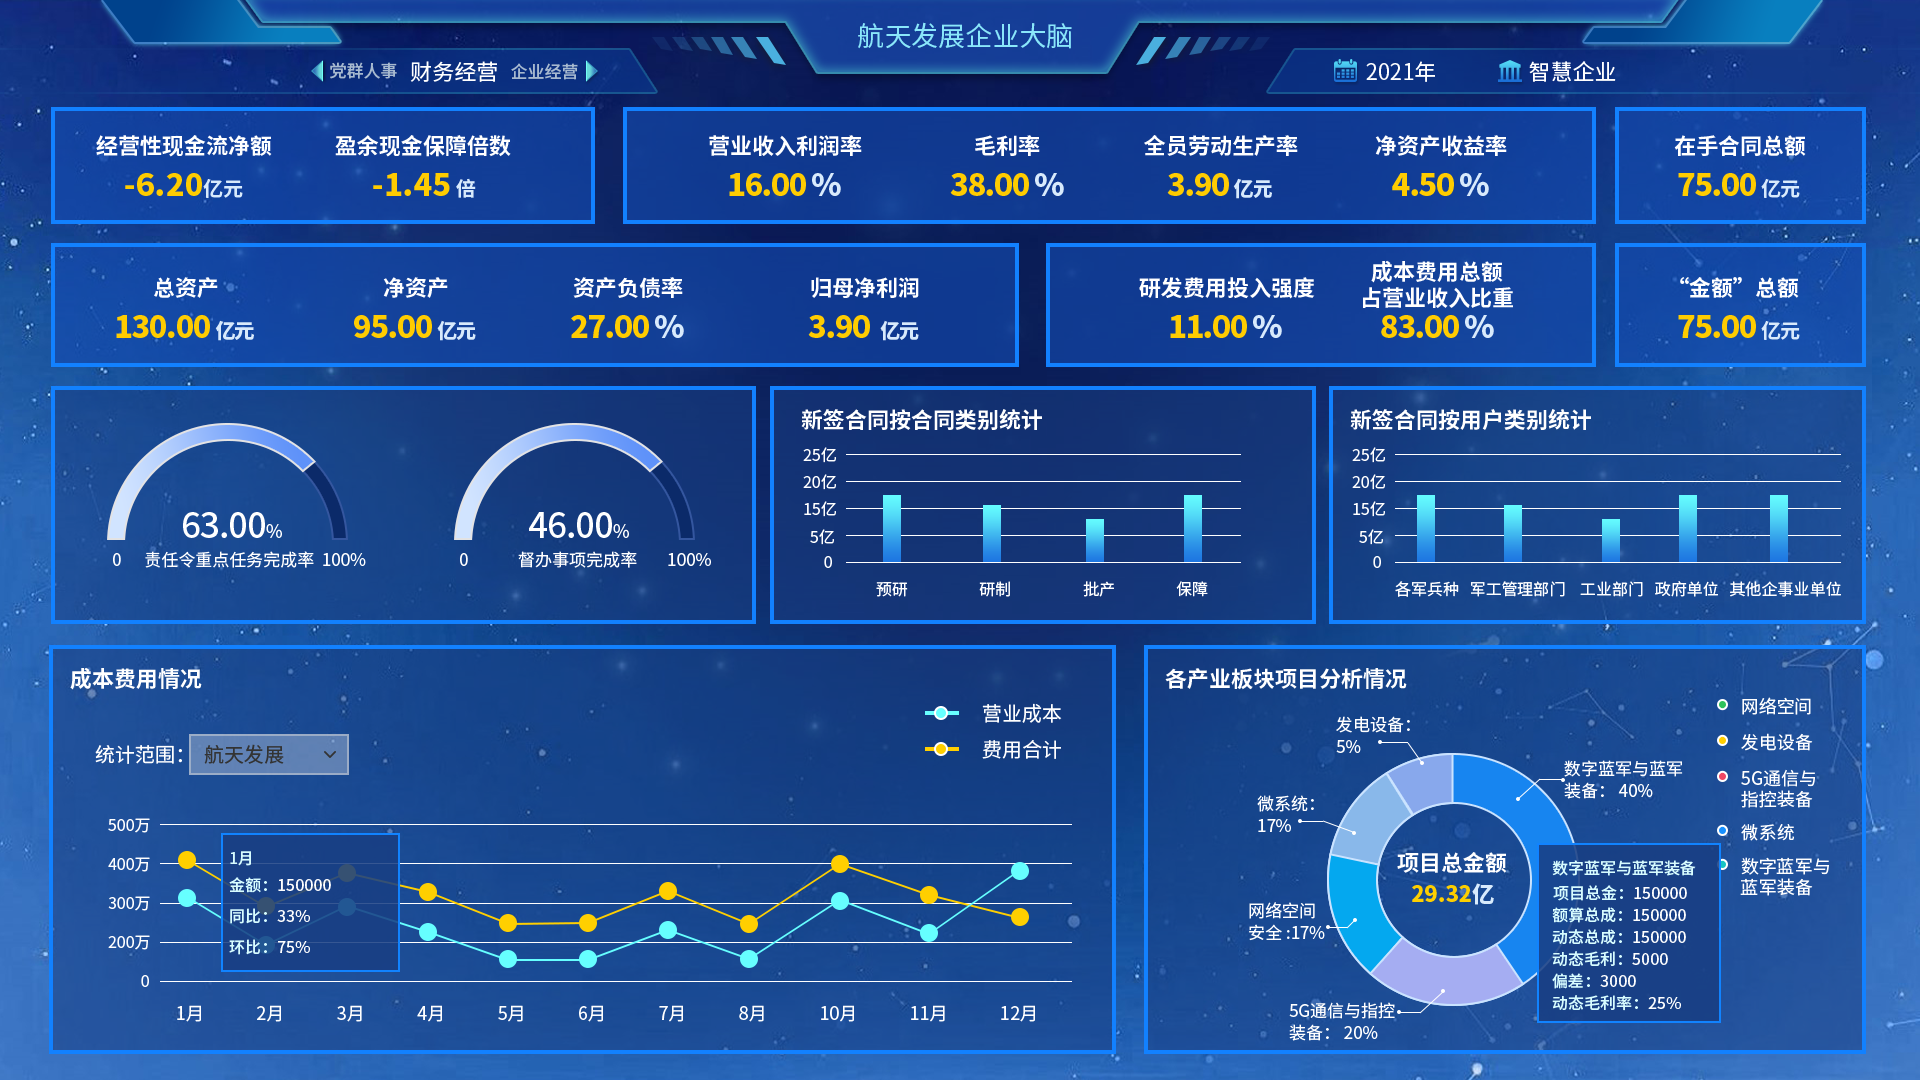 航天发展企业大脑
党群人事 财务经营 企业经营
2021年 智慧企业
经营性现金流净额
-6.20亿元
盈余现金保障倍数
-1.45 倍
营业收入利润率
16.00 %
毛利率
38.00 %
全员劳动生产率
3.90 亿元
净资产收益率
4.50 %
在手合同总额
75.00 亿元
总资产
130.00 亿元
净资产
95.00 亿元
资产负债率
27.00 %
归母净利润
3.90 亿元
研发费用投入强度
11.00 %
成本费用总额
占营业收入比重
83.00 %
“金额”总额
75.00 亿元
63.00%
0 责任令重点任务完成率 100%
46.00%
0 督办事项完成率 100%
新签合同按合同类别统计
25亿
20亿
15亿
5亿
0
预研 研制 批产 保障
新签合同按用户类别统计
25亿
20亿
15亿
5亿
0
各军兵种 军工管理部门 工业部门 政府单位 其他企事业单位
成本费用情况
营业成本
费用合计
统计范围: 航天发展
500万
400万
300万
200万
0
1月
金额：150000
同比：33%
环比：75%
1月 2月 3月 4月 5月 6月 7月 8月 10月 11月 12月
各产业板块项目分析情况
发电设备：
5%
微系统：
17%
网络空间
安全 :17%
5G通信与指控
装备： 20%
数字蓝军与蓝军
装备： 40%
项目总金额
29.32亿
网络空间
发电设备
5G通信与
指控装备
微系统
数字蓝军与
蓝军装备
数字蓝军与蓝军装备
项目总金：150000
额算总成：150000
动态总成：150000
动态毛利：5000
偏差：3000
动态毛利率：25%